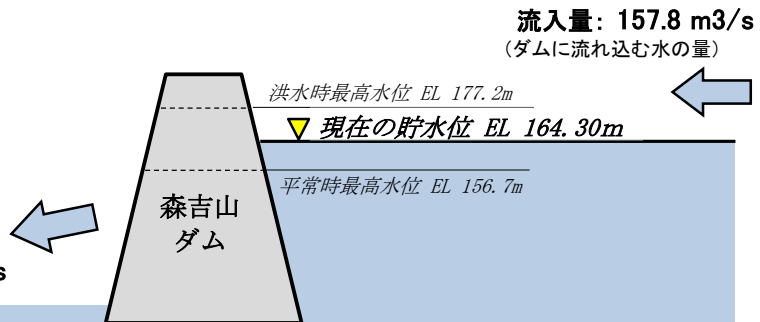 流入量: 157.8 m3/s
(ダムに流れ込む水の量)
洪水時最高水位 EL 177.2m
現在の貯水位 EL 164.30m
平常時最高水位 EL 156.7m
森吉山
ダム
s